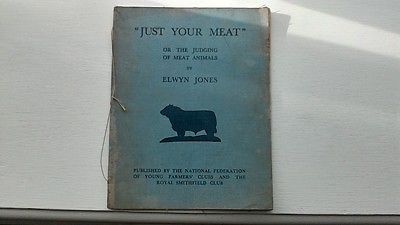 "JUST YOUR MEAT"
OR THE JUDGING
OF MEAT ANIMALS
BY
ELWYN JONES
PUBLISHED BY THE NATIONAL FEDERATION
OF YOUNG FARMERS' CLUBS AND THE
ROYAL SMITHFIELD CLUB